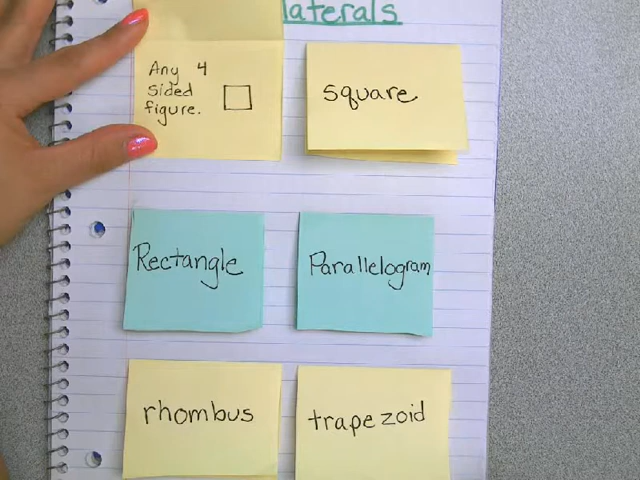 laterals
Any 4
sided
figure.
square
Rectangle
Parallelogram
rhombus
trapezoid